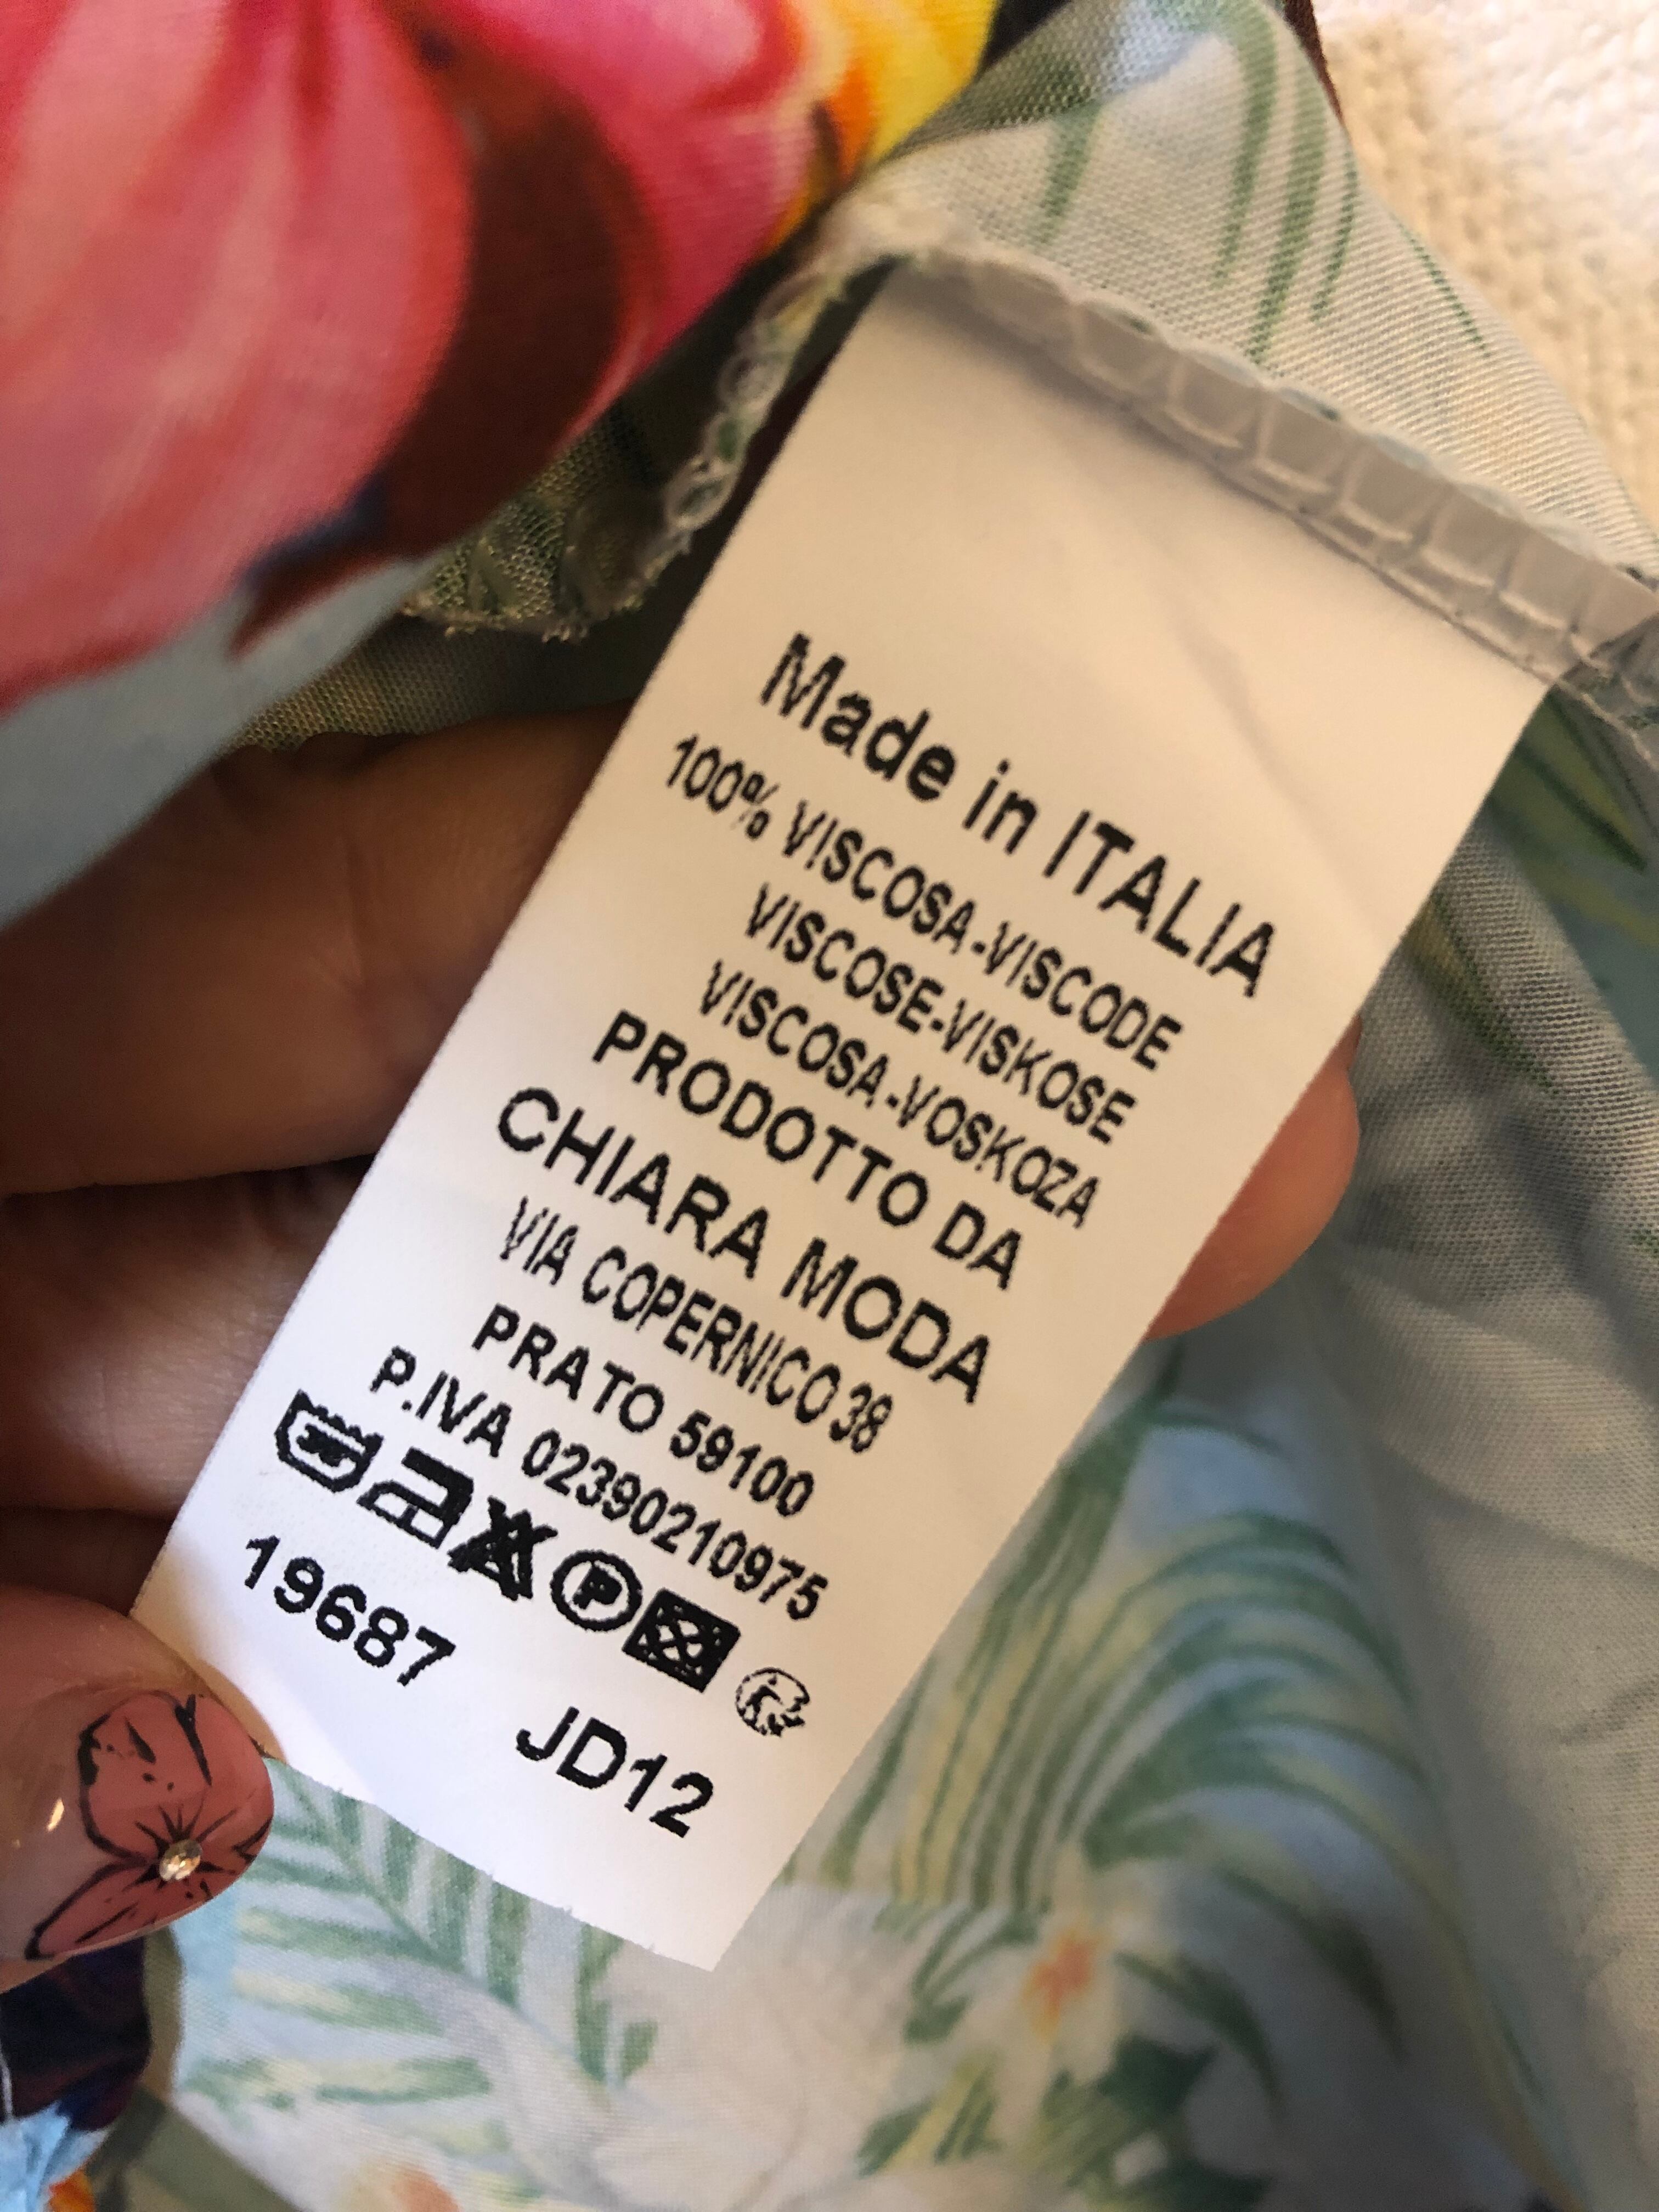 Made in ITALIA
100% VISCOSA-VISCODE
VISCOSE-VISKOSE
VISCOSA-VOSKOZA
PRODOTTO DA
CHIARA MODA
VIA COPERNICO 38
PRATO 59100
P.IVA 02390210975
P
19687 JD12